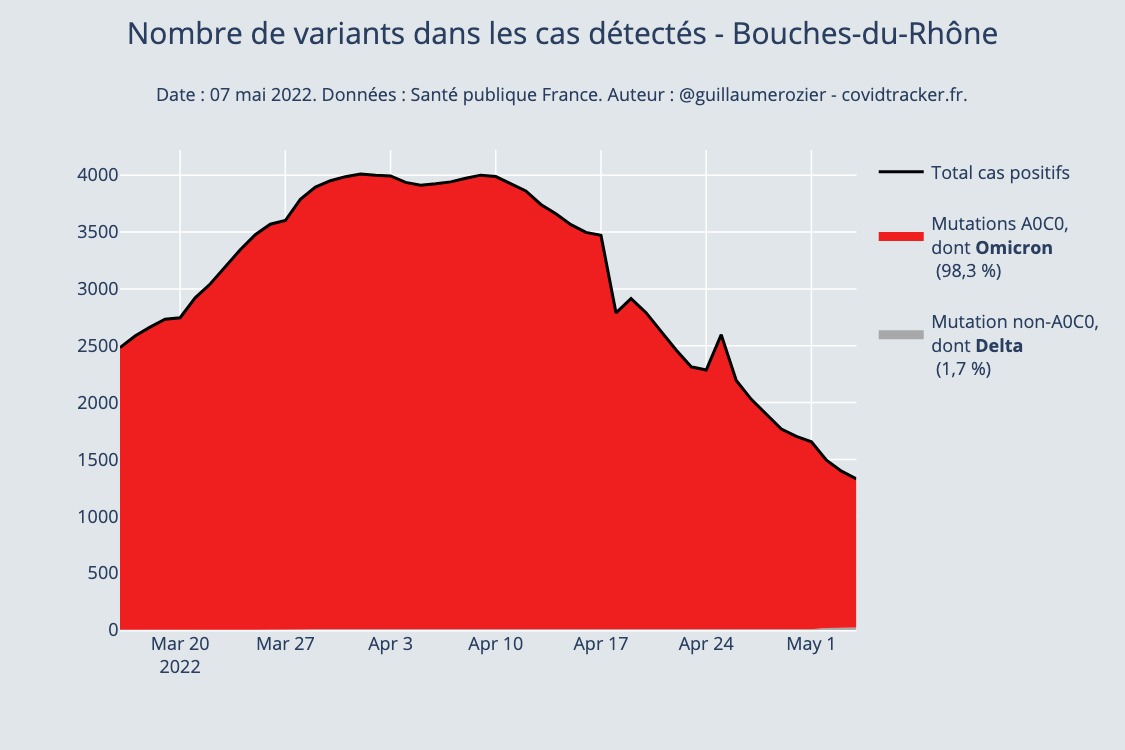 Nombre de variants dans les cas détectés - Bouches-du-Rhône
Date : 07 mai 2022. Données : Santé publique France. Auteur : @guillaumerozier - covidtracker.fr.
4000
3500
3000
2500
2000
1500
1000
500
0
Mar 20
2022
Mar 27
Apr 3
Apr 10
Apr 17
Apr 24
May 1
Total cas positifs
Mutations A0C0,
dont Omicron
(98,3 %)
Mutation non-A0C0,
dont Delta
(1,7 %)